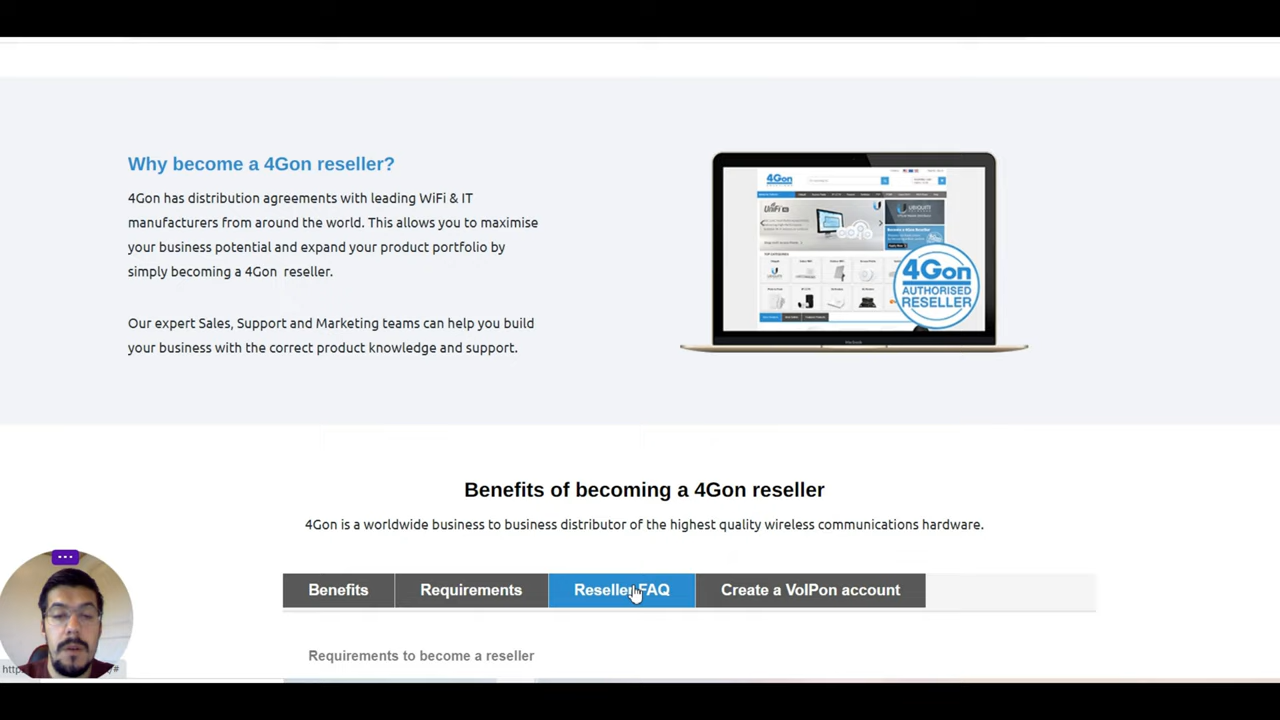 Why become a 4Gon reseller?
4Gon has distribution agreements with leading WiFi & IT
manufacturers from around the world. This allows you to maximise
your business potential and expand your product portfolio by
simply becoming a 4Gon reseller.
Our expert Sales, Support and Marketing teams can help you build
your business with the correct product knowledge and support.
4Gon
UniFi
UBIQUITI
4Gon
AUTHORISED
RESELLER
Benefits of becoming a 4Gon reseller
4Gon is a worldwide business to business distributor of the highest quality wireless communications hardware.
Benefits
Requirements
Reseller FAQ
Create a VoIPon account
Requirements to become a reseller